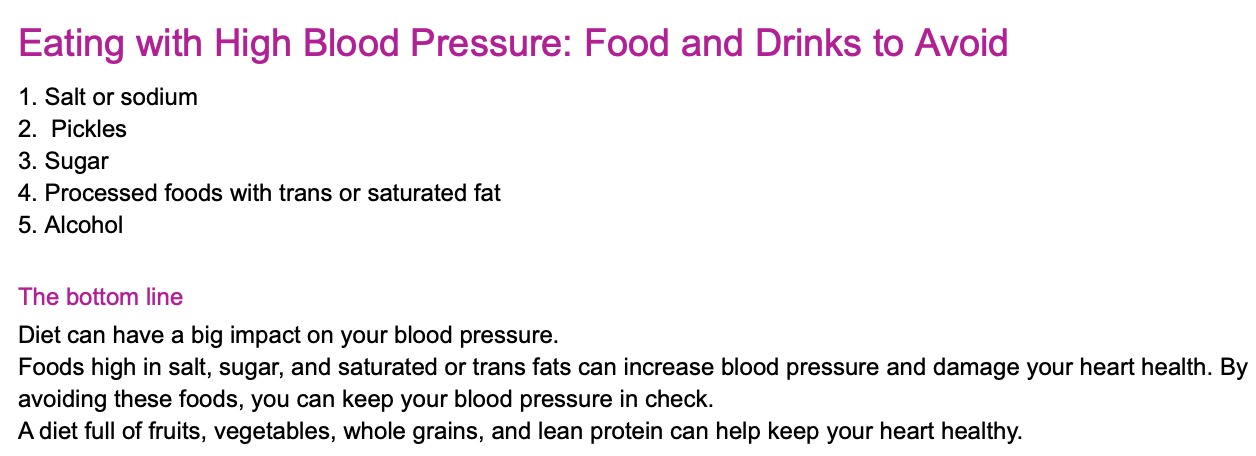 Eating with High Blood Pressure: Food and Drinks to Avoid
1. Salt or sodium
2.  Pickles
3. Sugar
4. Processed foods with trans or saturated fat
5. Alcohol
The bottom line
Diet can have a big impact on your blood pressure.
Foods high in salt, sugar, and saturated or trans fats can increase blood pressure and damage your heart health. By
avoiding these foods, you can keep your blood pressure in check.
A diet full of fruits, vegetables, whole grains, and lean protein can help keep your heart healthy.